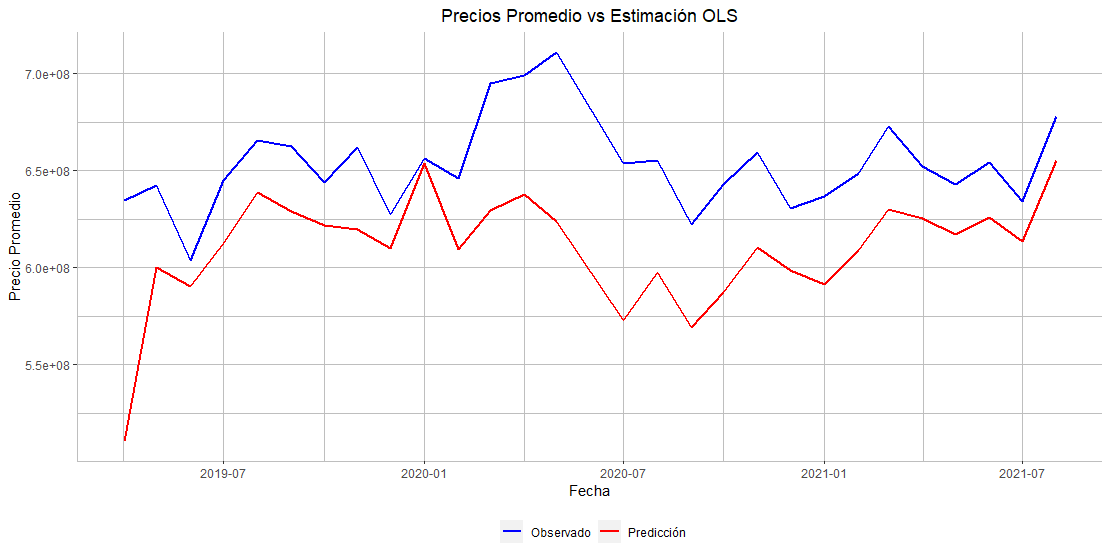 Precios Promedio vs Estimación OLS
Precio Promedio
7.0e+08
6.5e+08
6.0e+08
5.5e+08
2019-07
2020-01
2020-07
2021-01
2021-07
Fecha
Observado
Predicción